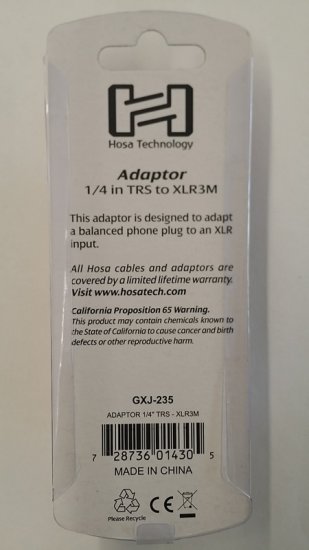 Hosa Technology
Adaptor
1/4 in TRS to XLR3M
This adaptor is designed to adapt
a balanced phone plug to an XLR
input.
All Hosa cables and adaptors are
covered by a limited lifetime warranty.
Visit www.hosatech.com
California Proposition 65 Warning.
This product may contain chemicals known to
the State of California to cause cancer and birth
defects or other reproductive harm.
GXJ-235
ADAPTOR 1/4" TRS - XLR3M
7 28736 01430 5
MADE IN CHINA
Please Recycle
CE